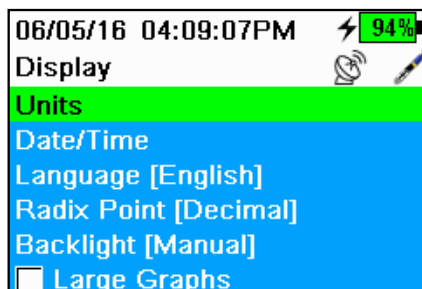 06/05/16 04:09:07PM 94%
Display
Units
Date/Time
Language [English]
Radix Point [Decimal]
Backlight [Manual]
Large Graphs